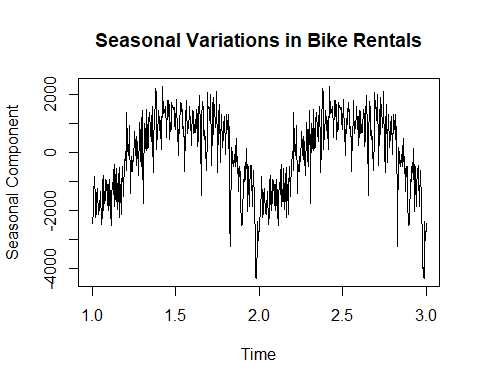 Seasonal Variations in Bike Rentals
Seasonal Component
2000
0
-2000
-4000
1.0 1.5 2.0 2.5 3.0
Time